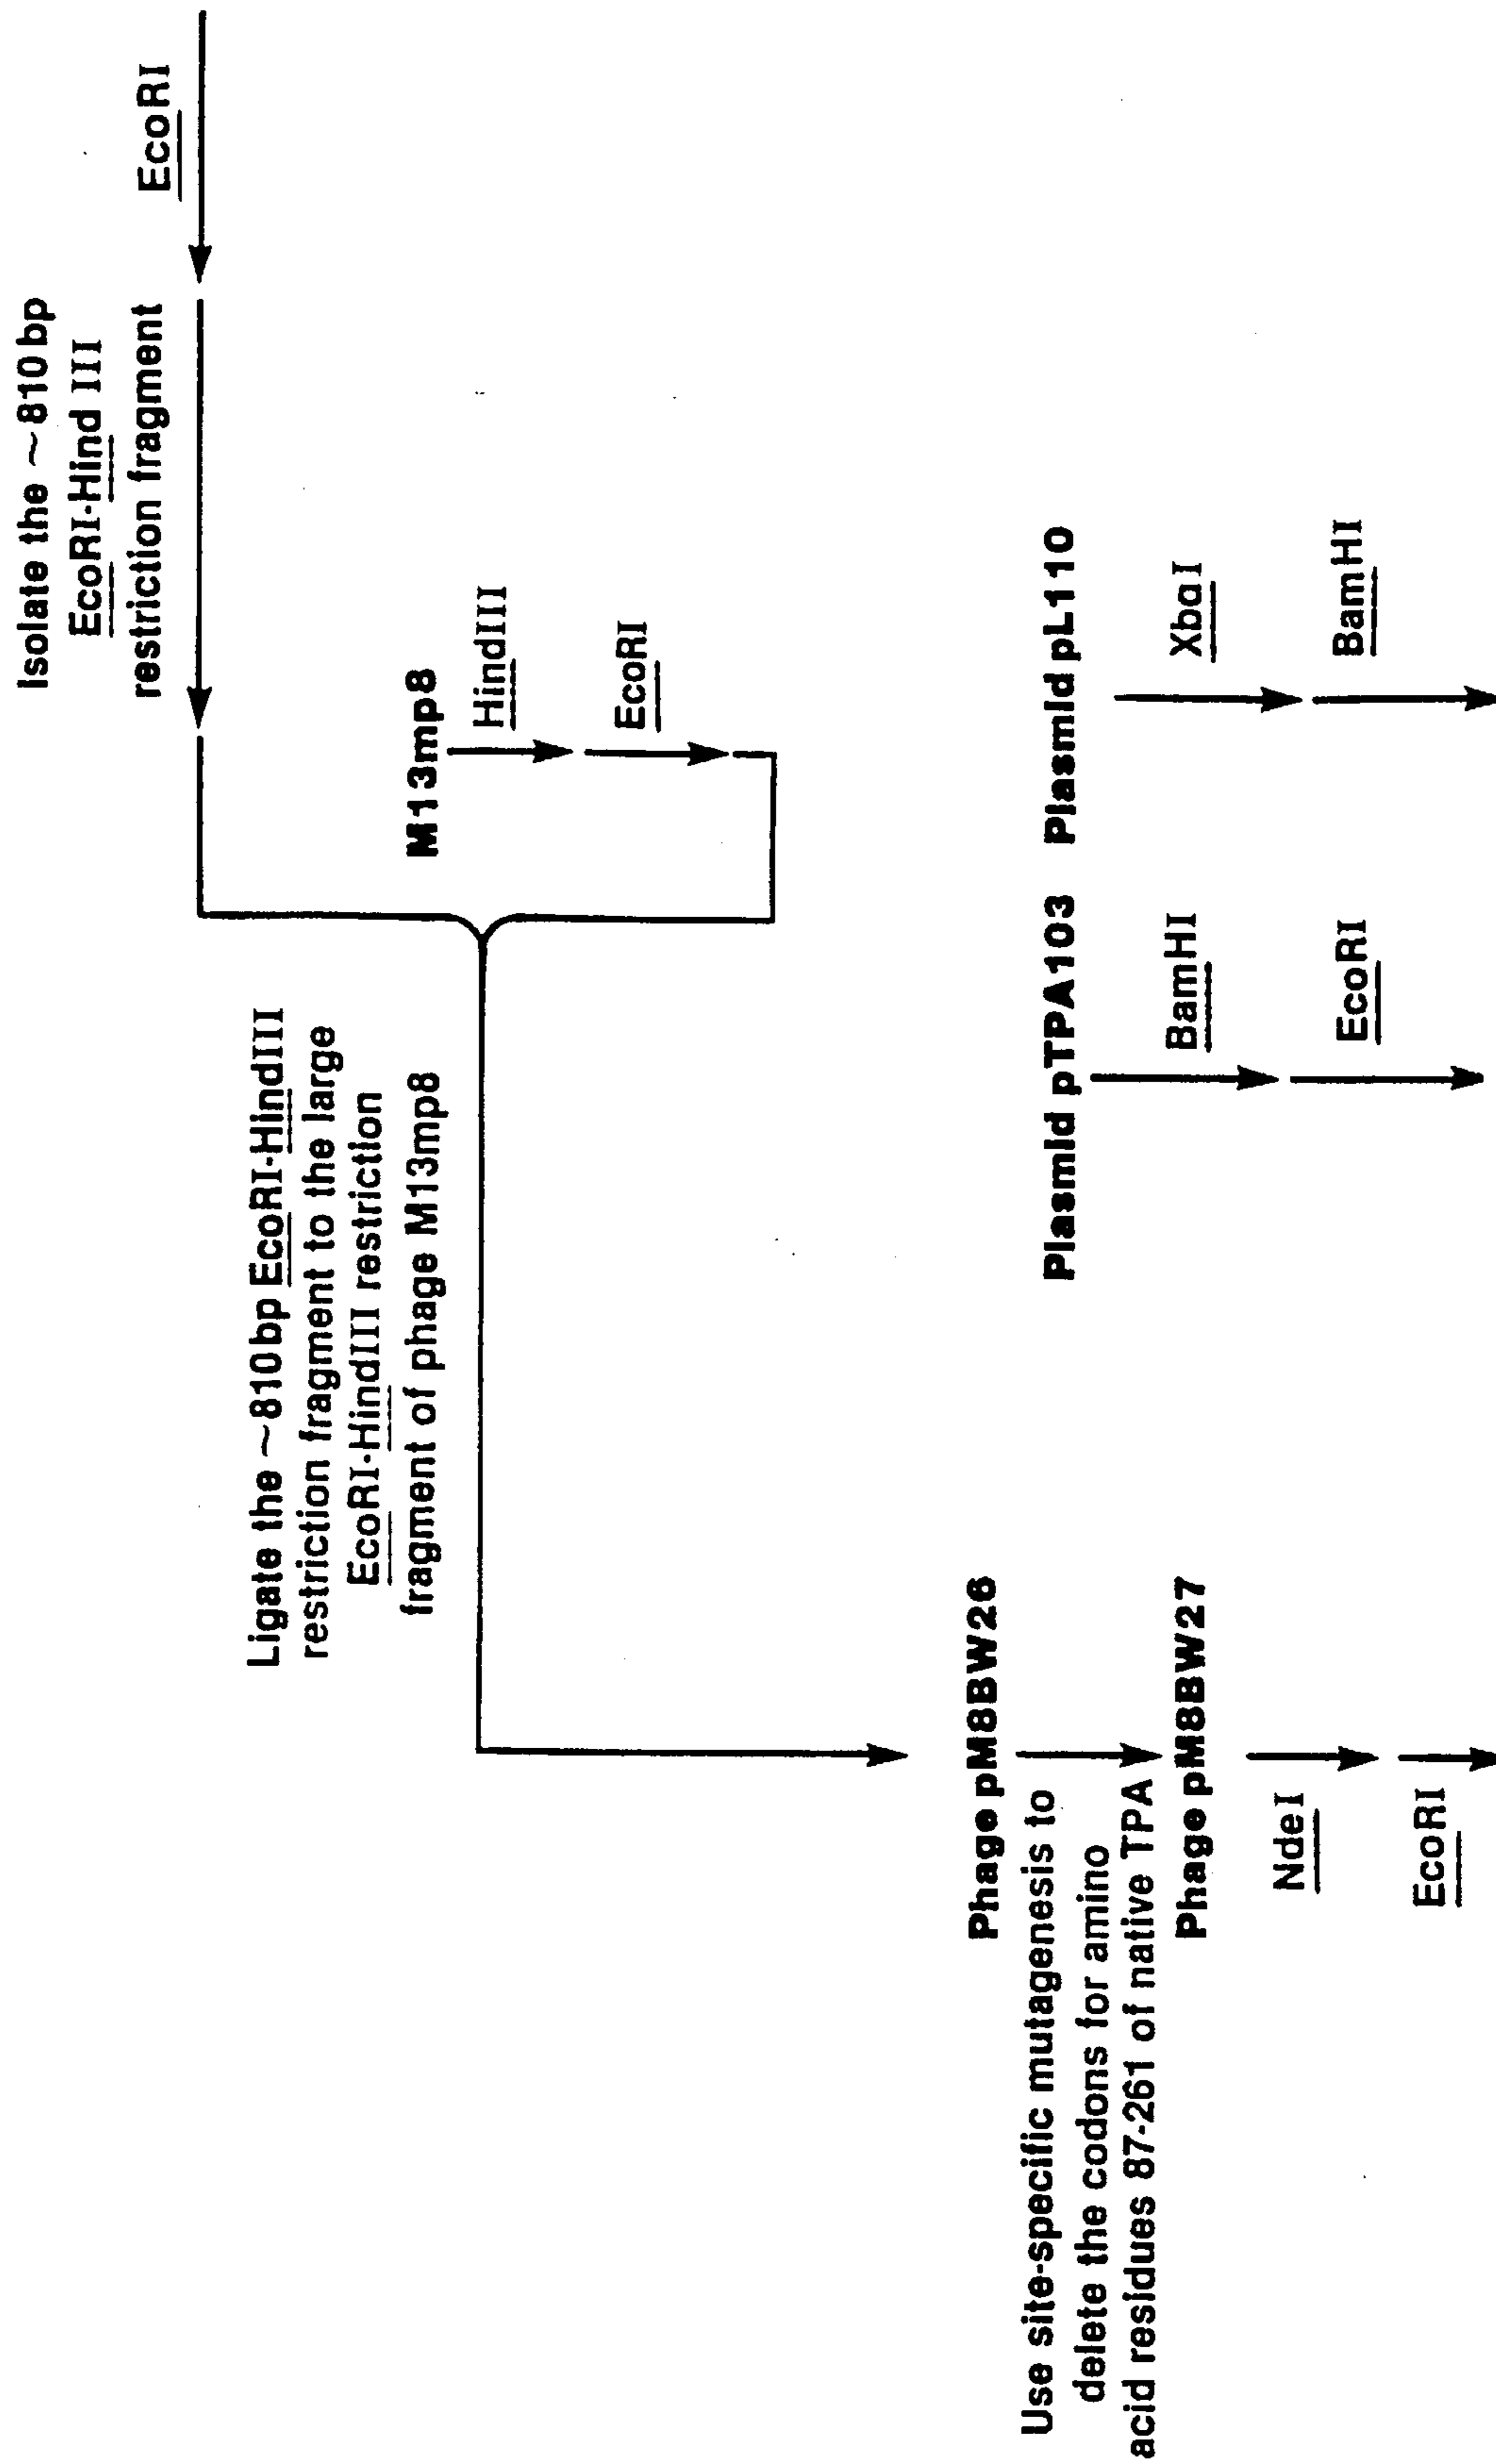 Isolate the ~810 bp
EcoRI-Hind III
restriction fragment
EcoRI
Ligate the ~810 bp EcoRI-HindIII
restriction fragment to the large
EcoRI-HindIII restriction
fragment of phage M13mp8
M13mp8
HindIII
EcoRI
Phage pM8BW26
Use site-specific mutagenesis to
delete the codons for amino
acid residues 87-261 of native TPA
Phage pM8BW27
NdeI
EcoRI
Plasmid pTPA103
BamHI
EcoRI
Plasmid pL110
XbaI
BamHI